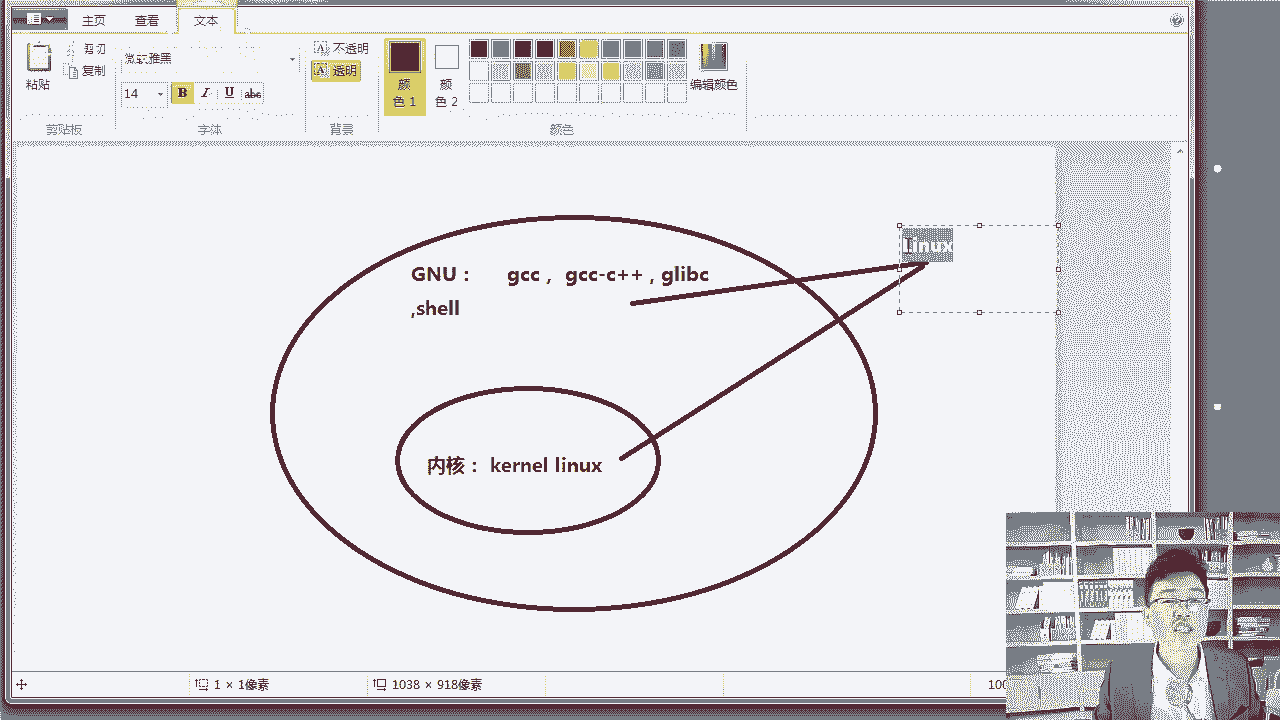 主页 查看 文本
粘贴
剪切
复制
微软雅黑
14 B I U abc
不透明
透明
颜色 1
颜色 2
编辑颜色
剪贴板 字体 背景 颜色
linux
GNU： gcc， gcc-c++，glibc
,shell
内核： kernel linux
1 × 1像素 1038 × 918像素 100